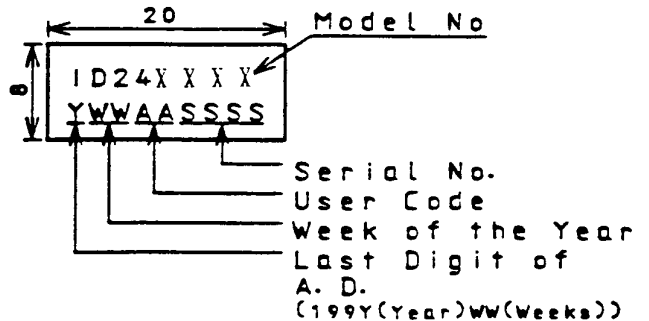 20
Model No
8
ID24X X X X
YWWAASSSS
Serial No.
User Code
Week of the Year
Last Digit of
A. D.
(199Y(Year)WW(Weeks))